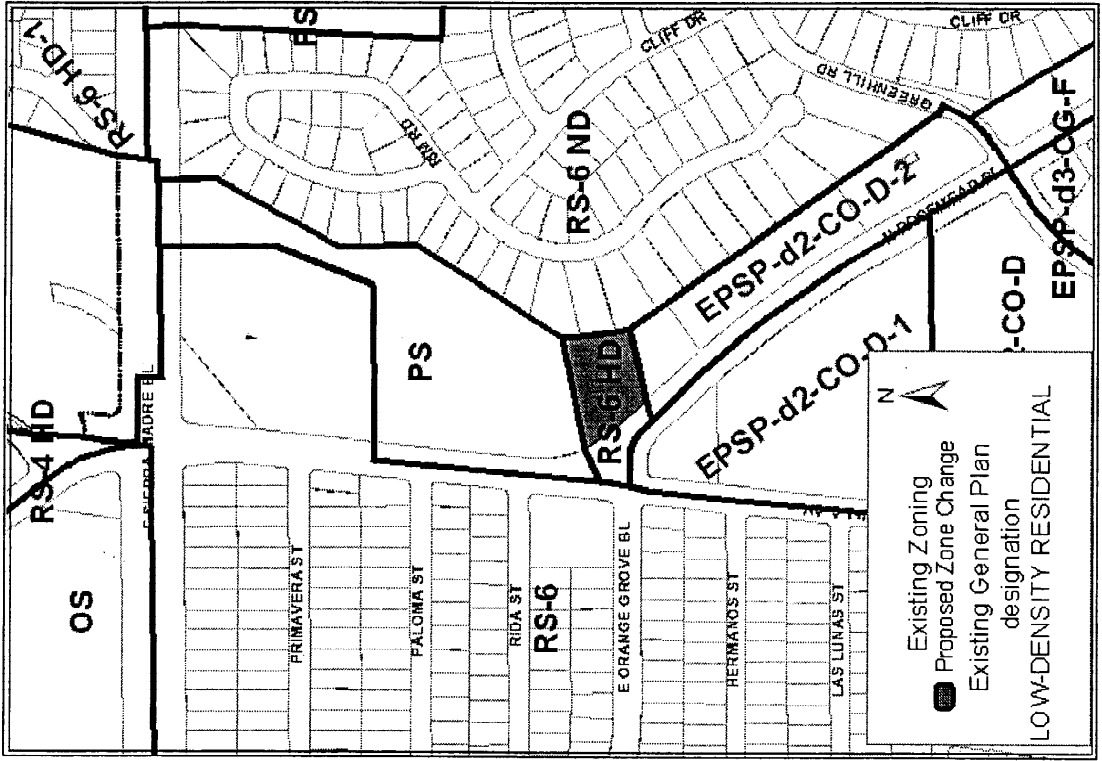 RS-6 HD-1
PS
CLIFF DR
CLIFF DR
RIM RD
GREENHILL RD
RS-6 ND
RS-4 HD
OS
PS
RS-6 HD
EPSP-d2-CO-D-2
EPSP-d3-CG-F
EPSP-d2-CO-D-1
-CO-D
PRIMAVERA ST
PALOMA ST
RIDA ST
RS-6
E ORANGE GROVE BL
HERMANOS ST
LAS LUNAS ST
N
Existing Zoning
Proposed Zone Change
Existing General Plan
designation
LOW-DENSITY RESIDENTIAL